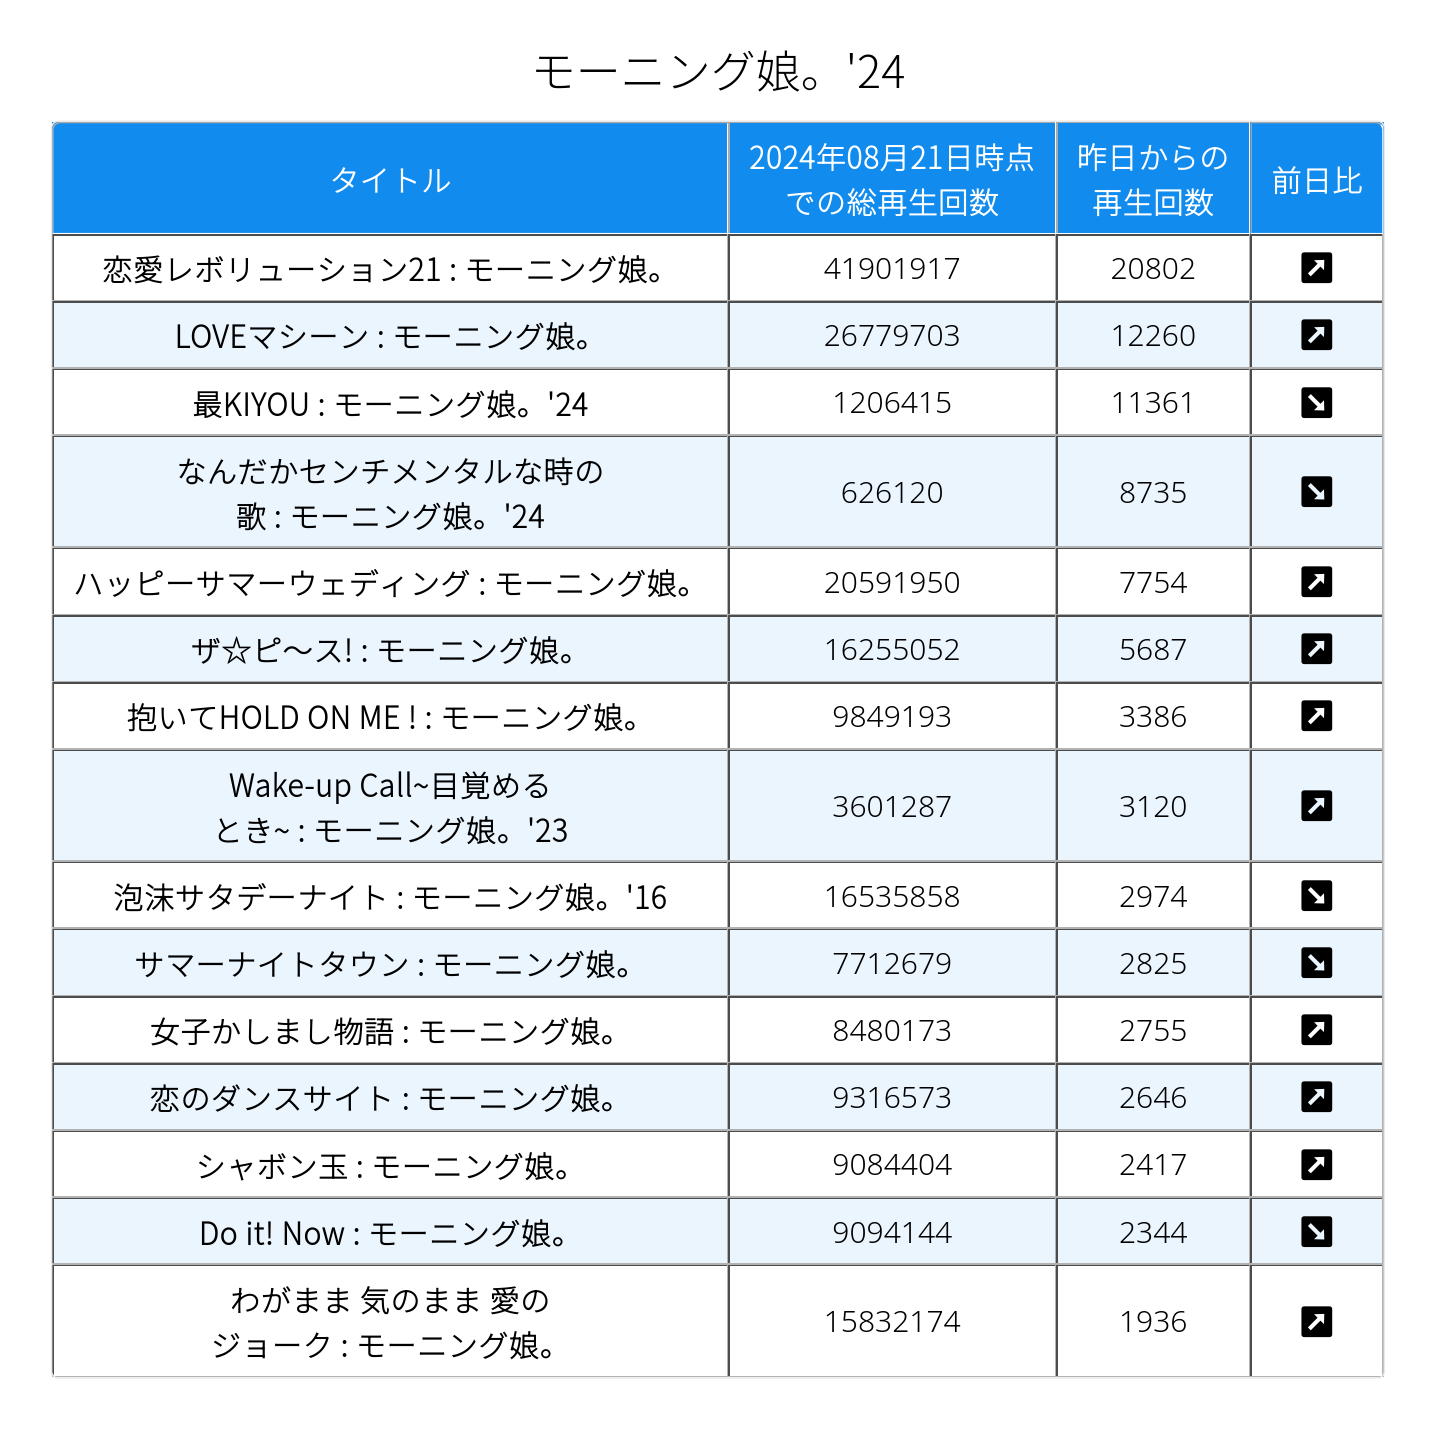 モーニング娘。'24
タイトル
2024年08月21日時点
での総再生回数
昨日からの
再生回数
前日比
恋愛レボリューション21 : モーニング娘。 41901917 20802
LOVEマシーン : モーニング娘。 26779703 12260
最KIYOU : モーニング娘。'24 1206415 11361
なんだかセンチメンタルな時の
歌 : モーニング娘。'24 626120 8735
ハッピーサマーウェディング : モーニング娘。 20591950 7754
ザ☆ピ～ス! : モーニング娘。 16255052 5687
抱いてHOLD ON ME ! : モーニング娘。 9849193 3386
Wake-up Call~目覚める
とき~ : モーニング娘。'23 3601287 3120
泡沫サタデーナイト : モーニング娘。'16 16535858 2974
サマーナイトタウン : モーニング娘。 7712679 2825
女子かしまし物語 : モーニング娘。 8480173 2755
恋のダンスサイト : モーニング娘。 9316573 2646
シャボン玉 : モーニング娘。 9084404 2417
Do it! Now : モーニング娘。 9094144 2344
わがまま 気のまま 愛の
ジョーク : モーニング娘。 15832174 1936